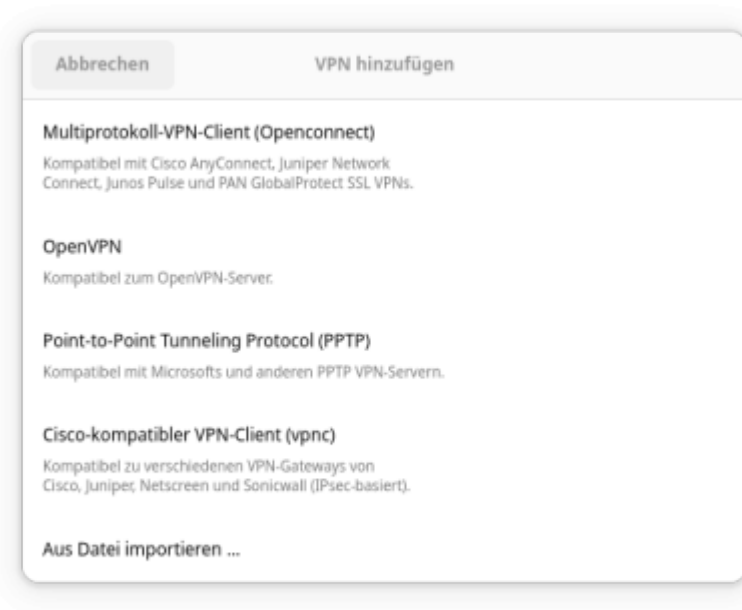 Abbrechen
VPN hinzufügen
Multiprotokoll-VPN-Client (Openconnect)
Kompatibel mit Cisco AnyConnect, Juniper Network
Connect, Junos Pulse und PAN GlobalProtect SSL VPNs.
OpenVPN
Kompatibel zum OpenVPN-Server.
Point-to-Point Tunneling Protocol (PPTP)
Kompatibel mit Microsofts und anderen PPTP VPN-Servern.
Cisco-kompatibler VPN-Client (vpnc)
Kompatibel zu verschiedenen VPN-Gateways von
Cisco, Juniper, Netscreen und Sonicwall (IPsec-basiert).
Aus Datei importieren ...